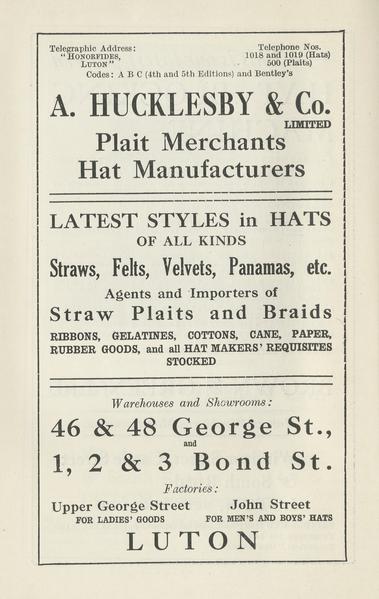 Telegraphic Address: Telephone Nos.
"HONORFIDES, 1018 and 1019 (Hats)
LUTON" 500 (Plaits)
Codes: A B C (4th and 5th Editions) and Bentley's
A. HUCKLESBY & Co.
LIMITED
Plait Merchants
Hat Manufacturers
LATEST STYLES in HATS
OF ALL KINDS
Straws, Felts, Velvets, Panamas, etc.
Agents and Importers of
Straw Plaits and Braids
RIBBONS, GELATINES, COTTONS, CANE, PAPER,
RUBBER GOODS, and all HAT MAKERS' REQUISITES
STOCKED
Warehouses and Showrooms:
46 & 48 George St.,
and
1, 2 & 3 Bond St.
Factories:
Upper George Street John Street
FOR LADIES' GOODS FOR MEN'S AND BOYS' HATS
LUTON